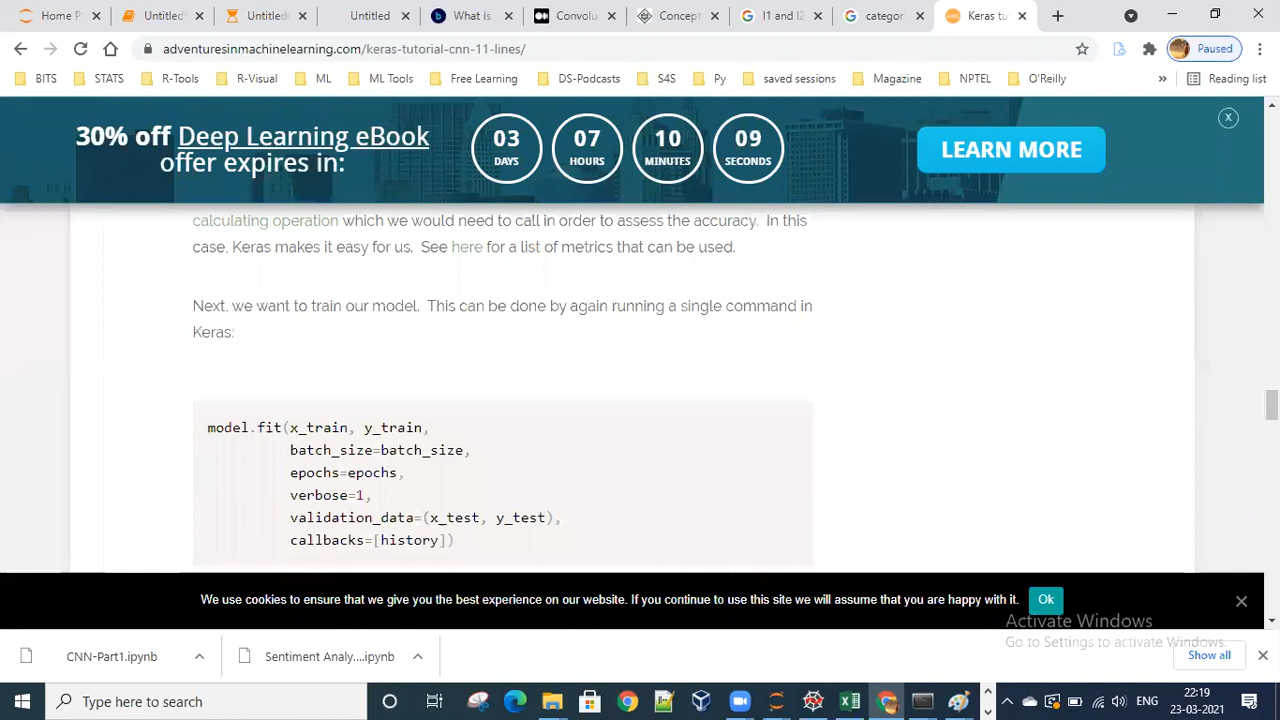 Home P
Untitled
Untitled
Untitled
What is
Convolu
Concept
l1 and l2
categor
Keras tu
adventuresinmachinelearning.com/keras-tutorial-cnn-11-lines/
Paused
BITS
STATS
R-Tools
R-Visual
ML
ML Tools
Free Learning
DS-Podcasts
S4S
Py
saved sessions
Magazine
NPTEL
O'Reilly
»
Reading list
30% off Deep Learning eBook
offer expires in:
03
DAYS
07
HOURS
10
MINUTES
09
SECONDS
LEARN MORE
X
calculating operation which we would need to call in order to assess the accuracy. In this
case, Keras makes it easy for us. See here for a list of metrics that can be used.
Next, we want to train our model. This can be done by again running a single command in
Keras:
model.fit(x_train, y_train,
batch_size=batch_size,
epochs=epochs,
verbose=1,
validation_data=(x_test, y_test),
callbacks=[history])
We use cookies to ensure that we give you the best experience on our website. If you continue to use this site we will assume that you are happy with it.
Ok
Activate Windows
Go to Settings to activate Windows.
CNN-Part1.ipynb
Sentiment Analy....ipynb
Show all
Type here to search
ENG
22:19
23-03-2021